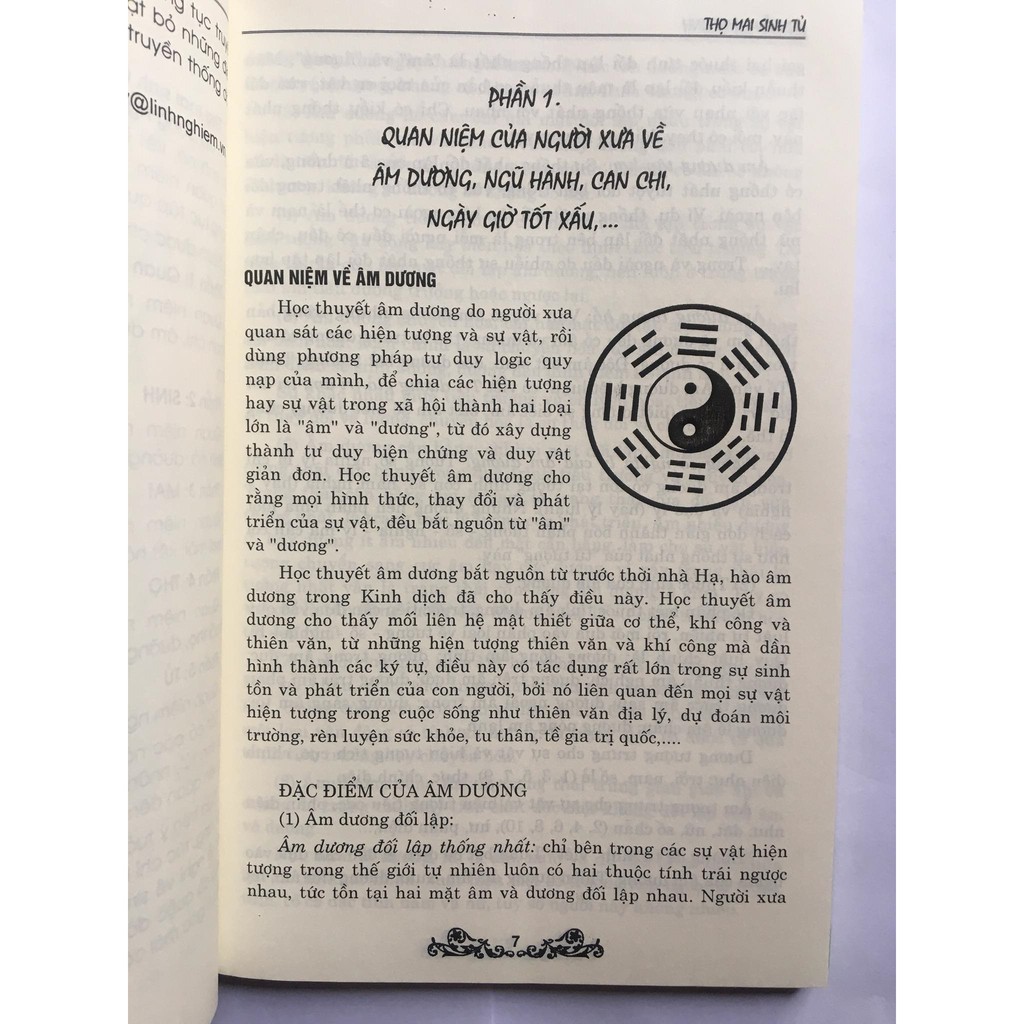 THỌ MAI SINH TỬ
truyền thống
@linhnghiem.vn
PHẦN 1.
QUAN NIỆM CỦA NGƯỜI XƯA VỀ
ÂM DƯƠNG, NGŨ HÀNH, CAN CHI,
NGÀY GIỜ TỐT XẤU,...
QUAN NIỆM VỀ ÂM DƯƠNG
Học thuyết âm dương do người xưa
quan sát các hiện tượng và sự vật, rồi
dùng phương pháp tư duy logic quy
nạp của mình, để chia các hiện tượng
hay sự vật trong xã hội thành hai loại
lớn là "âm" và "dương", từ đó xây dựng
thành tư duy biện chứng và duy vật
giản đơn. Học thuyết âm dương cho
rằng mọi hình thức, thay đổi và phát
triển của sự vật, đều bắt nguồn từ "âm"
và "dương".
Học thuyết âm dương bắt nguồn từ trước thời nhà Hạ, hào âm
dương trong Kinh dịch đã cho thấy điều này. Học thuyết âm
dương cho thấy mối liên hệ mật thiết giữa cơ thể, khí công và
thiên văn, từ những hiện tượng thiên văn và khí công mà dần
hình thành các ký tự, điều này có tác dụng rất lớn trong sự sinh
tồn và phát triển của con người, bởi nó liên quan đến mọi sự vật
hiện tượng trong cuộc sống như thiên văn địa lý, dự đoán môi
trường, rèn luyện sức khỏe, tu thân, tề gia trị quốc,....
ĐẶC ĐIỂM CỦA ÂM DƯƠNG
(1) Âm dương đối lập:
Âm dương đối lập thống nhất: chỉ bên trong các sự vật hiện
tượng trong thế giới tự nhiên luôn có hai thuộc tính trái ngược
nhau, tức tồn tại hai mặt âm và dương đối lập nhau. Người xưa
7